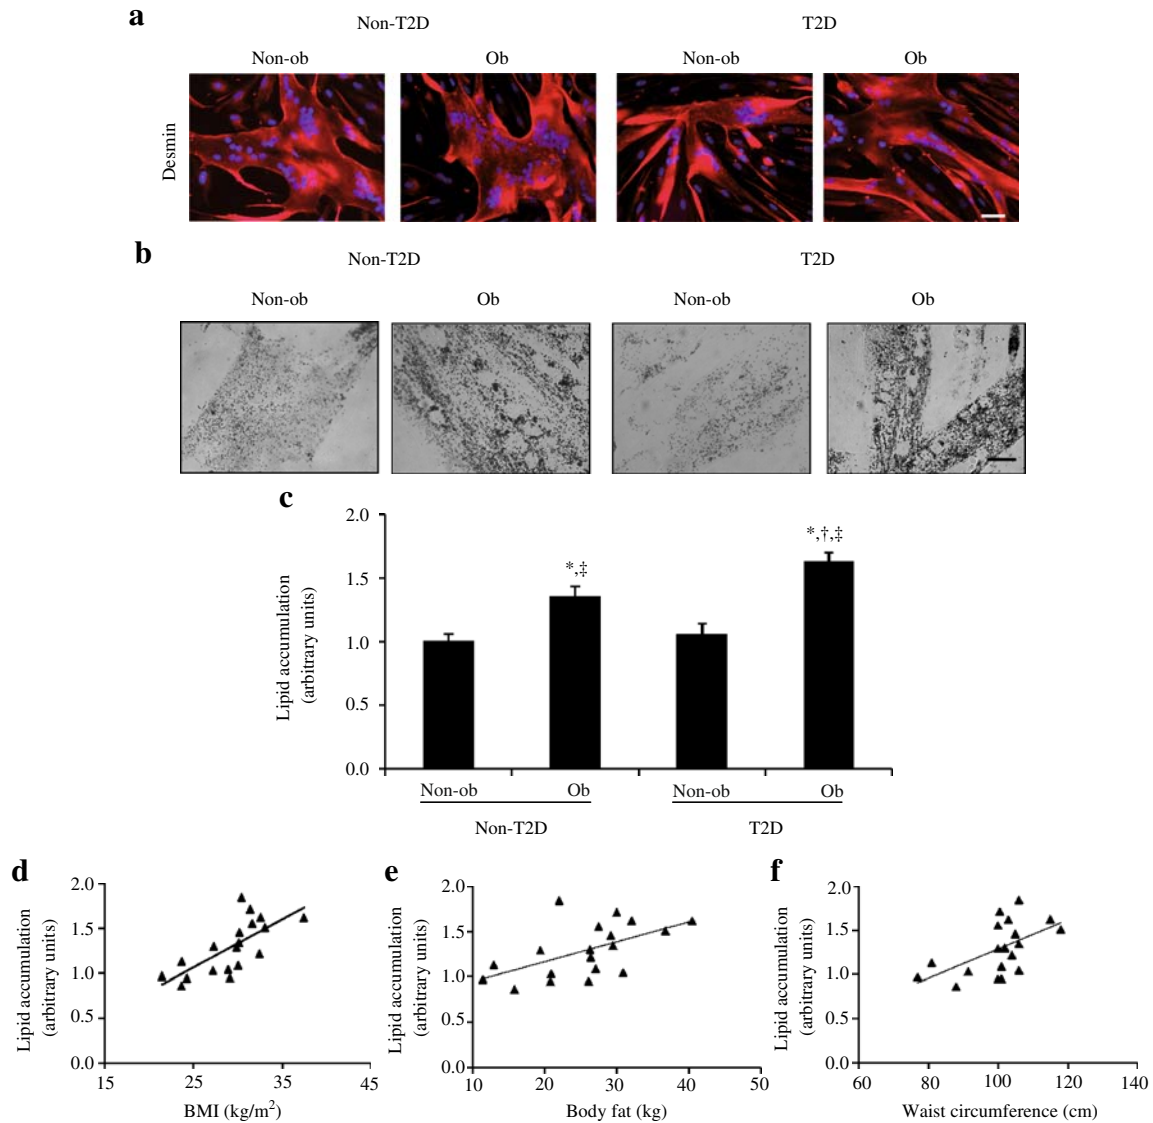 a
Non-T2D T2D
Non-ob Ob Non-ob Ob
Desmin
b
Non-T2D T2D
Non-ob Ob Non-ob Ob
c
Lipid accumulation
(arbitrary units)
2.0
*,†,‡
*,‡
1.5
1.0
0.5
0.0
Non-ob Ob Non-ob Ob
Non-T2D T2D
d
Lipid accumulation
(arbitrary units)
2.0
1.5
1.0
0.5
0.0
15 25 35 45
BMI (kg/m²)
e
Lipid accumulation
(arbitrary units)
2.0
1.5
1.0
0.5
0.0
10 20 30 40 50
Body fat (kg)
f
Lipid accumulation
(arbitrary units)
2.0
1.5
1.0
0.5
0.0
60 80 100 120 140
Waist circumference (cm)